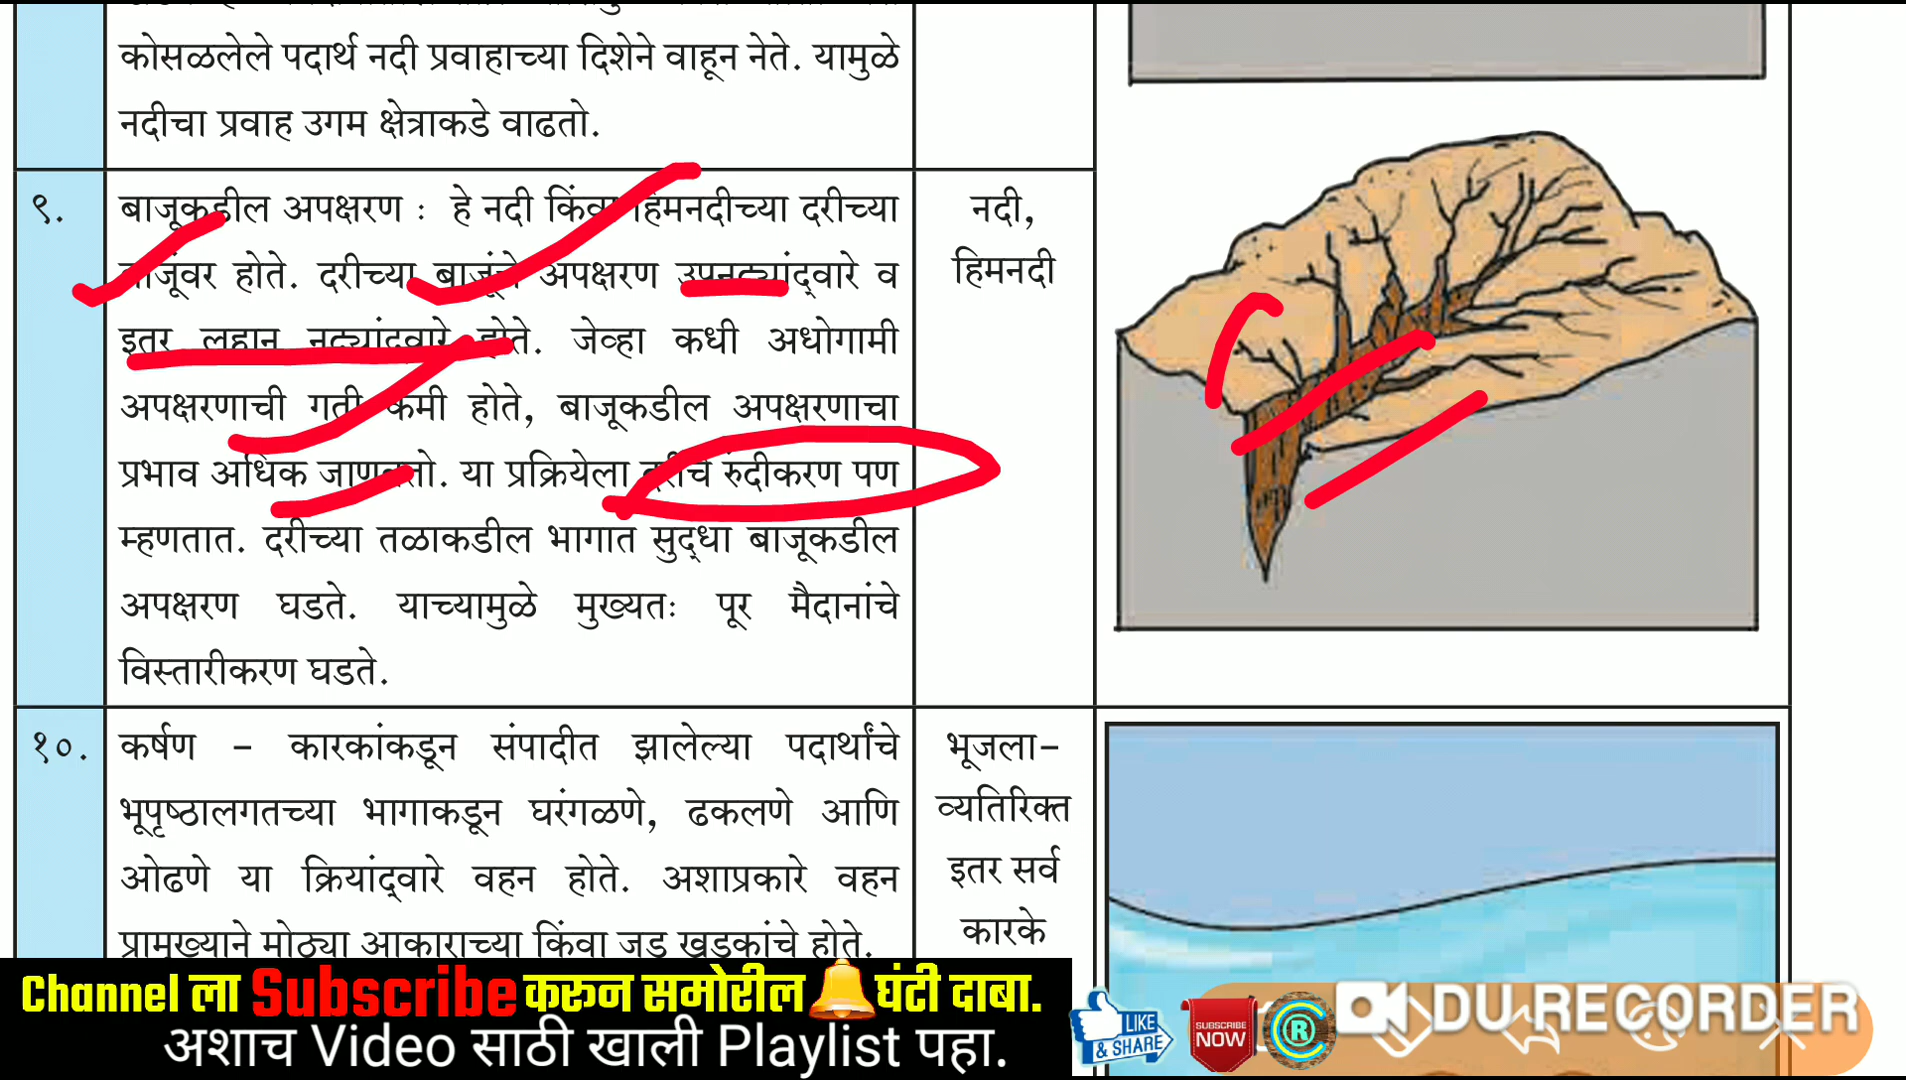 कोसळलेले पदार्थ नदी प्रवाहाच्या दिशेने वाहून नेते. यामुळे
नदीचा प्रवाह उगम क्षेत्राकडे वाढतो.
९.
बाजूकडील अपक्षरण : हे नदी किंवा हिमनदीच्या दरीच्या
बाजूंवर होते. दरीच्या बाजूंचे अपक्षरण उपनद्यांद्वारे व
इतर लहान नद्यांद्वारे होते. जेव्हा कधी अधोगामी
अपक्षरणाची गती कमी होते, बाजूकडील अपक्षरणाचा
प्रभाव अधिक जाणवतो. या प्रक्रियेला दरीचे रुंदीकरण पण
म्हणतात. दरीच्या तळाकडील भागात सुद्धा बाजूकडील
अपक्षरण घडते. याच्यामुळे मुख्यतः पूर मैदानांचे
विस्तारीकरण घडते.
नदी,
हिमनदी
१०.
कर्षण – कारकांकडून संपादीत झालेल्या पदार्थांचे
भूपृष्ठालगतच्या भागाकडून घरंगळणे, ढकलणे आणि
ओढणे या क्रियांद्वारे वहन होते. अशाप्रकारे वहन
प्रामुख्याने मोठ्या आकाराच्या किंवा जड खडकांचे होते.
भूजला–
व्यतिरिक्त
इतर सर्व
कारके
Channel ला Subscribe करून समोरील घंटी दाबा.
अशाच Video साठी खाली Playlist पहा.
LIKE
& SHARE
SUBSCRIBE
NOW
R
DU RECORDER